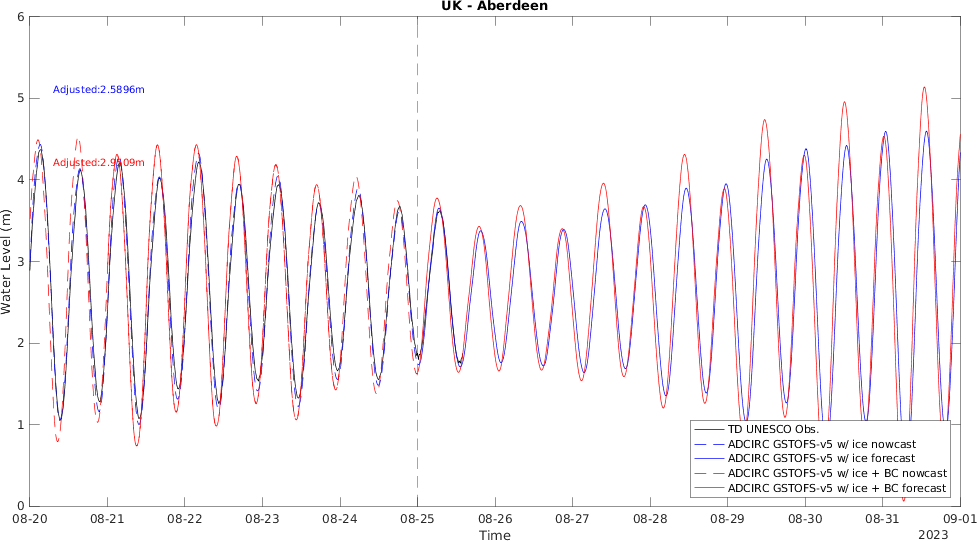 UK - Aberdeen
6
5
4
3
2
1
0
Water Level (m)
Adjusted:2.5896m
Adjusted:2.9509m
TD UNESCO Obs.
ADCIRC GSTOFS-v5 w/ ice nowcast
ADCIRC GSTOFS-v5 w/ ice forecast
ADCIRC GSTOFS-v5 w/ ice + BC nowcast
ADCIRC GSTOFS-v5 w/ ice + BC forecast
08-20 08-21 08-22 08-23 08-24 08-25 08-26 08-27 08-28 08-29 08-30 08-31 09-01
Time
2023